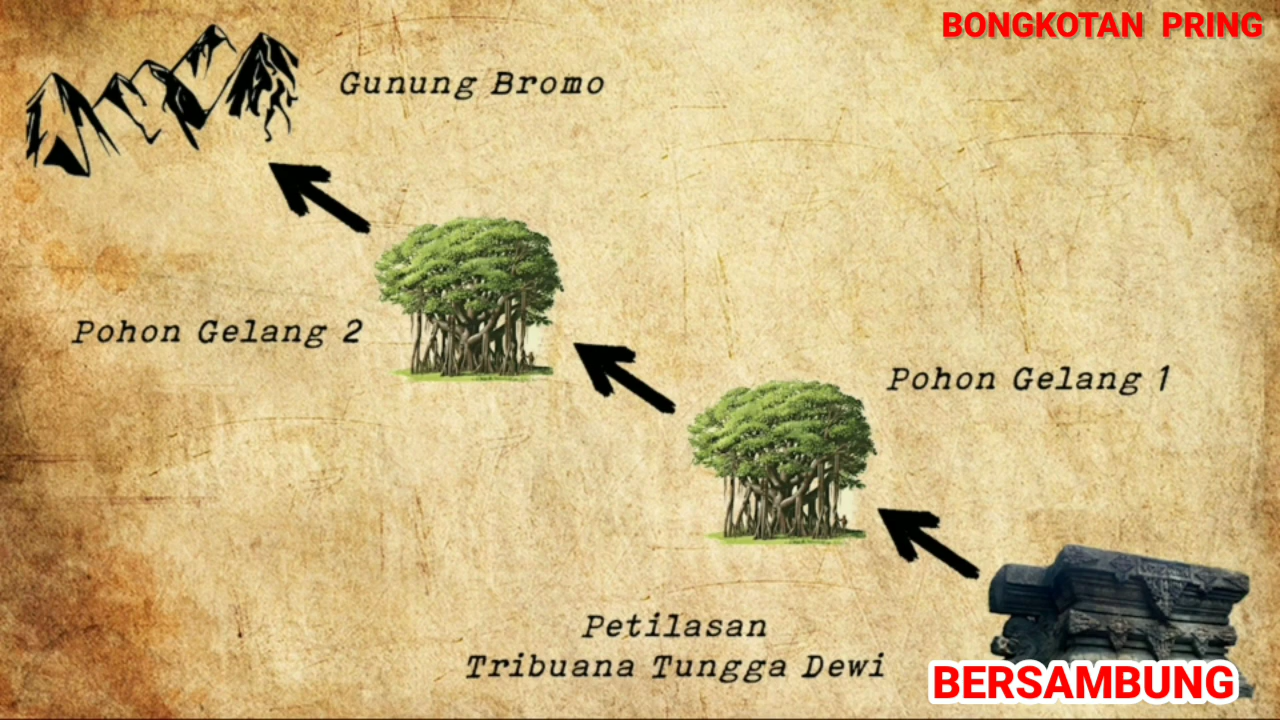 BONGKOTAN PRING
Gunung Bromo
Pohon Gelang 2
Pohon Gelang 1
Petilasan
Tribuana Tungga Dewi
BERSAMBUNG